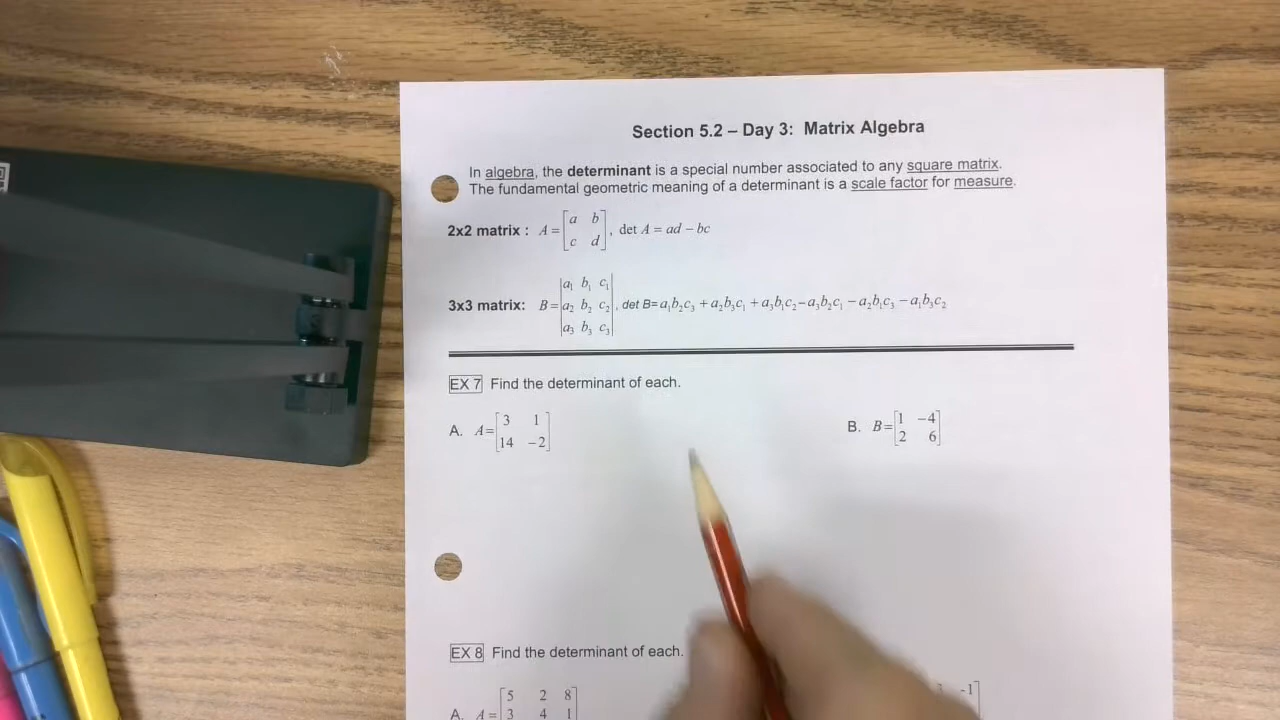 Section 5.2 – Day 3: Matrix Algebra
In algebra, the determinant is a special number associated to any square matrix.
The fundamental geometric meaning of a determinant is a scale factor for measure.
2x2 matrix : A = [a b; c d], det A = ad − bc
3x3 matrix: B = |a₁ b₁ c₁; a₂ b₂ c₂; a₃ b₃ c₃|, det B=a₁b₂c₃ + a₂b₃c₁ + a₃b₁c₂ − a₃b₂c₁ − a₂b₁c₃ − a₁b₃c₂
EX 7 Find the determinant of each.
A. A = [3 1; 14 −2] B. B = [1 −4; 2 6]
EX 8 Find the determinant of each.
A. A = [5 2 8; 3 4 1 -1]